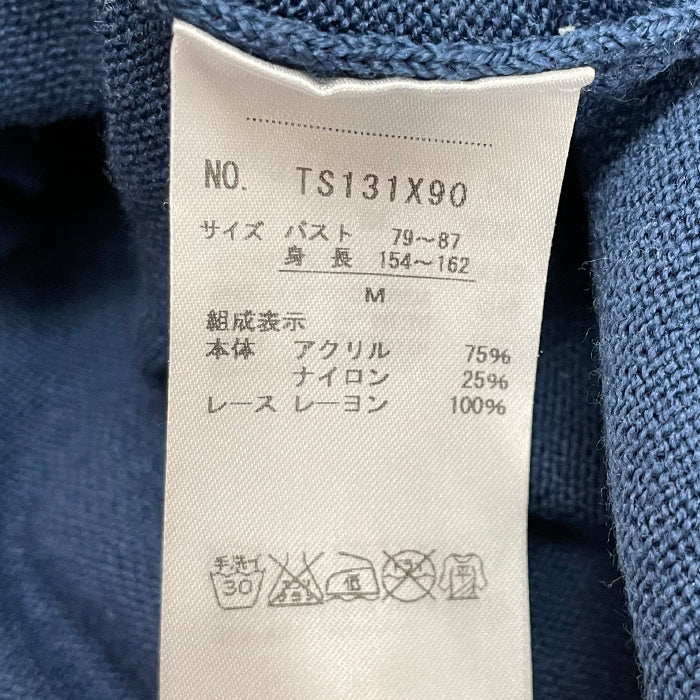 NO. TS131X90
サイズ バスト 79～87
身 長 154～162
M
組成表示
本体 アクリル 75%
ナイロン 25%
レース レーヨン 100%
手洗イ 30 低 平